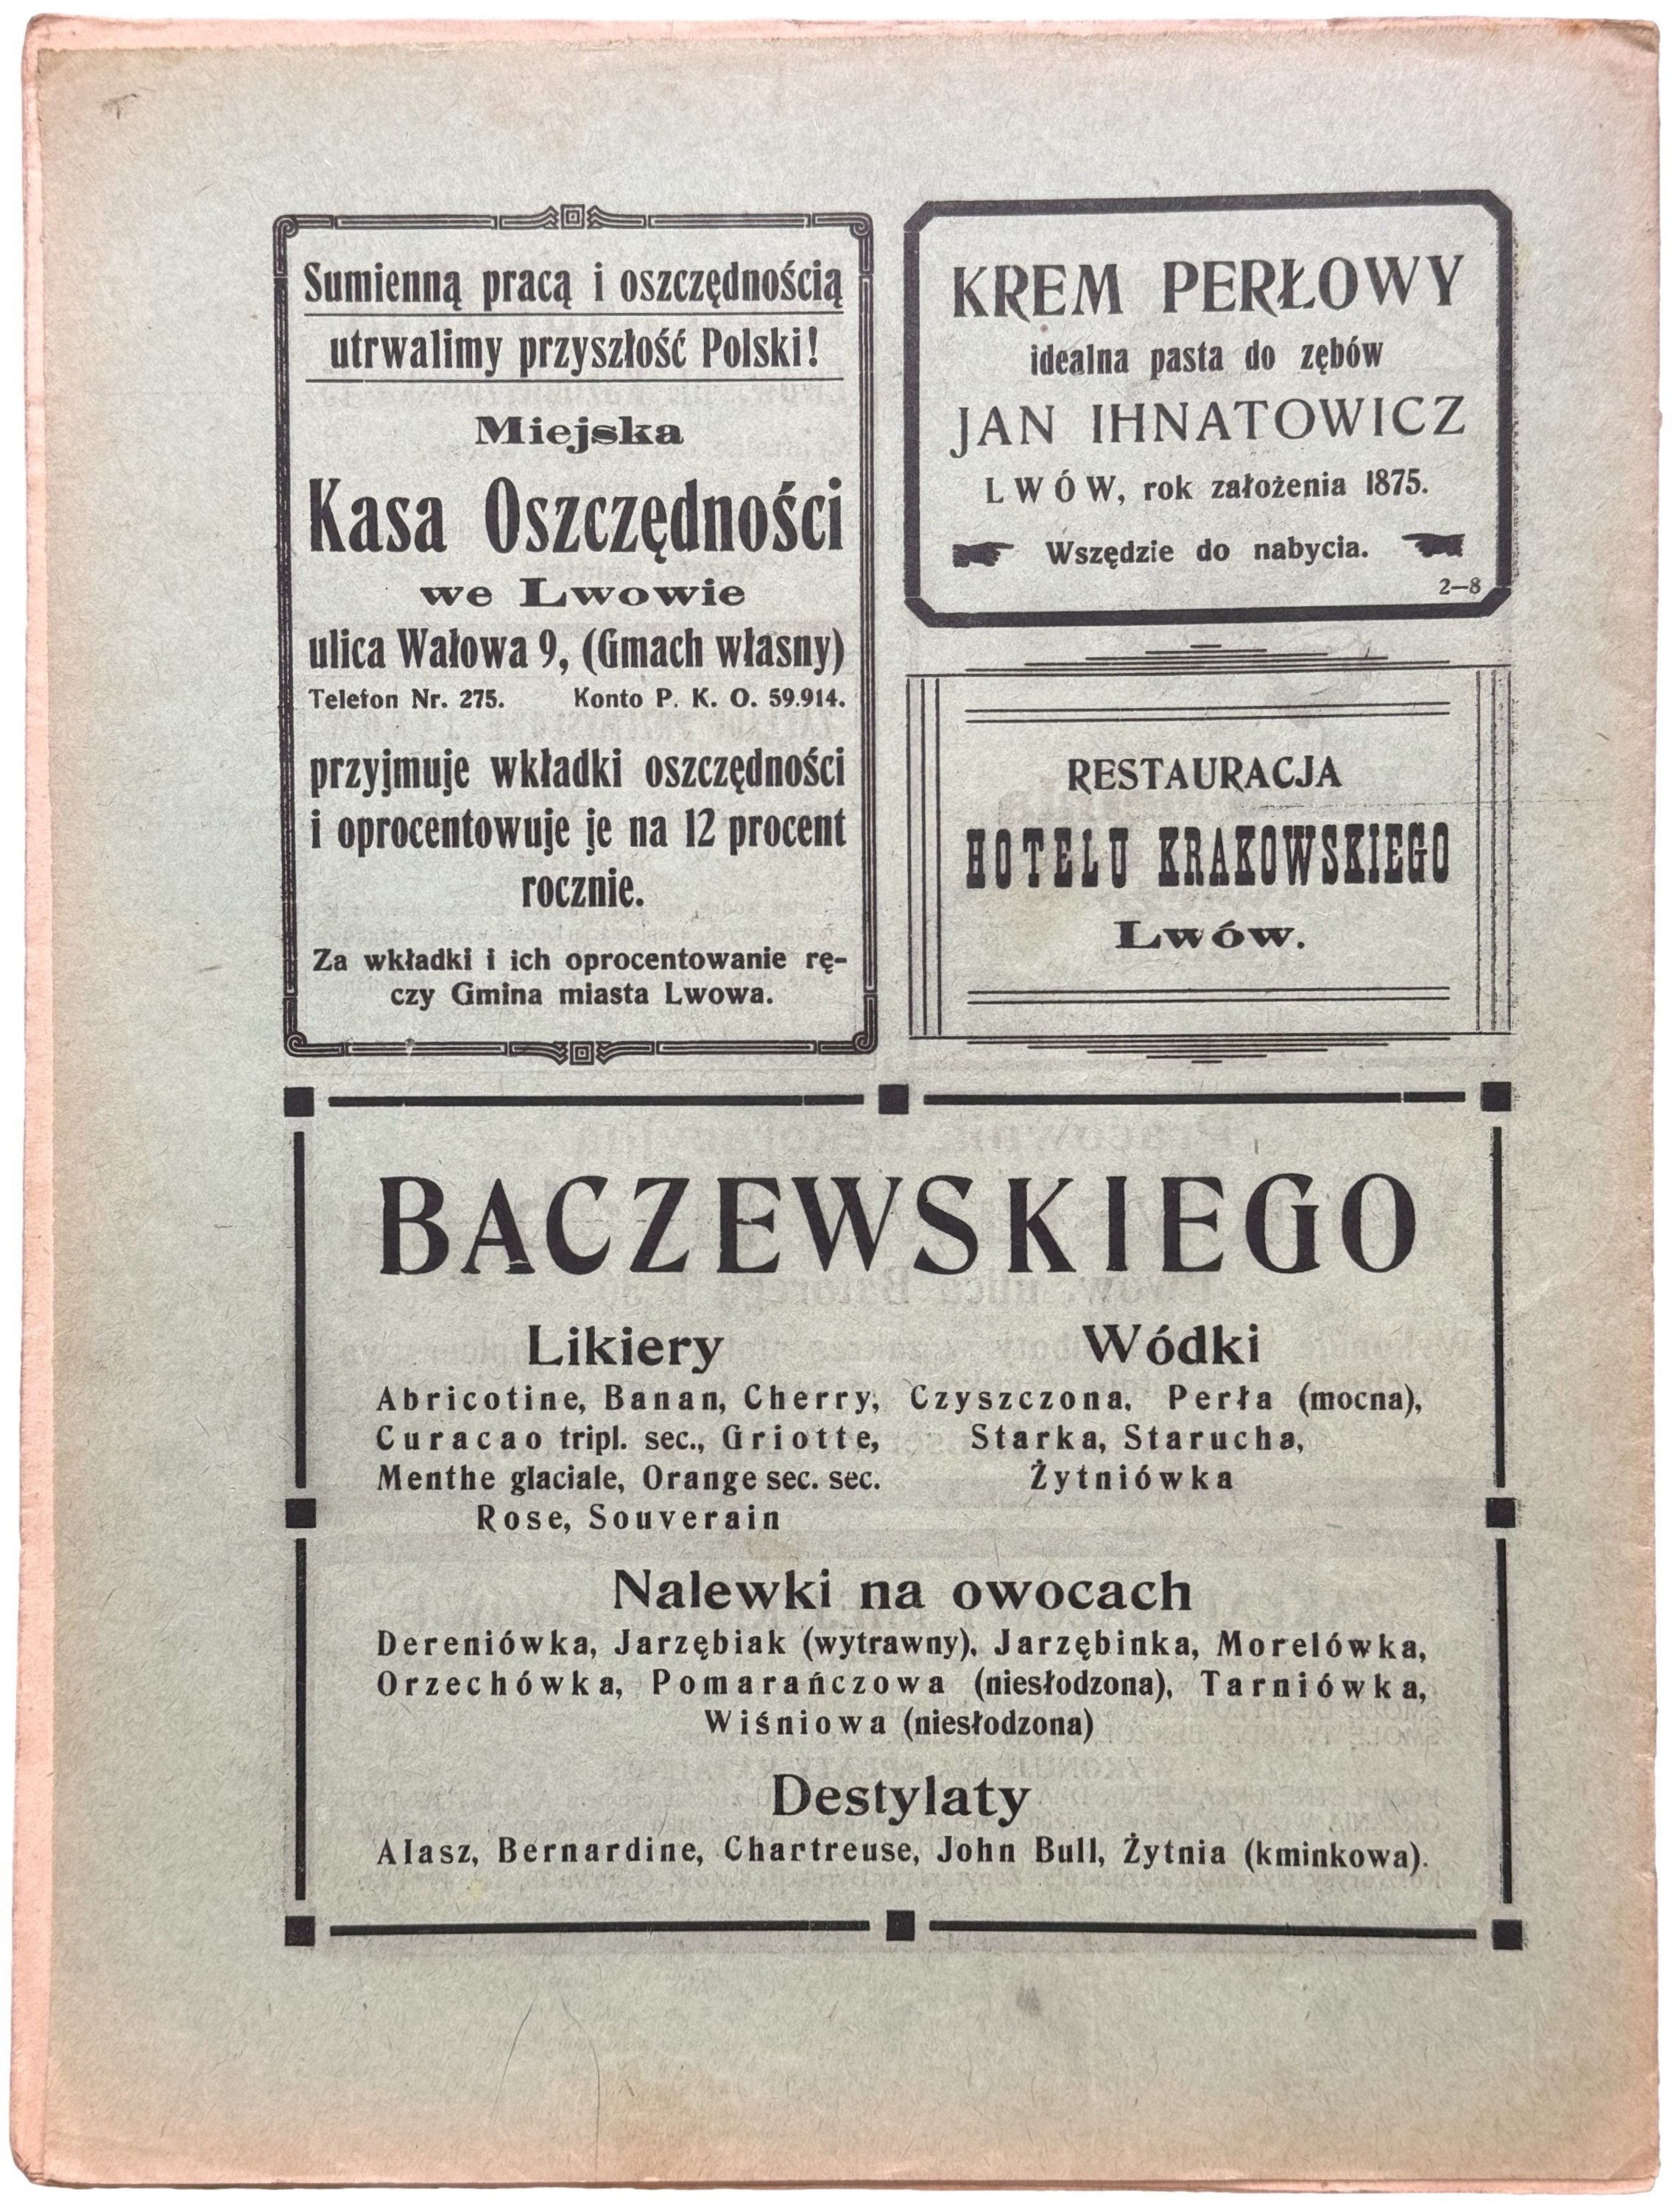 Sumienną pracą i oszczędnością
utrwalimy przyszłość Polski!
Miejska
Kasa Oszczędności
we Lwowie
ulica Wałowa 9, (Gmach własny)
Telefon Nr. 275. Konto P. K. O. 59.914.
przyjmuje wkładki oszczędności
i oprocentowuje je na 12 procent
rocznie.
Za wkładki i ich oprocentowanie rę-
czy Gmina miasta Lwowa.
KREM PERŁOWY
idealna pasta do zębów
JAN IHNATOWICZ
LWÓW, rok założenia 1875.
Wszędzie do nabycia.
2—8
RESTAURACJA
HOTELU KRAKOWSKIEGO
Lwów.
BACZEWSKIEGO
Likiery
Abricotine, Banan, Cherry,
Curacao tripl. sec., Griotte,
Menthe glaciale, Orange sec. sec.
Rose, Souverain
Wódki
Czyszczona, Perła (mocna),
Starka, Starucha,
Żytniówka
Nalewki na owocach
Dereniówka, Jarzębiak (wytrawny), Jarzębinka, Morelówka,
Orzechówka, Pomarańczowa (niesłodzona), Tarniówka,
Wiśniowa (niesłodzona)
Destylaty
Alasz, Bernardine, Chartreuse, John Bull, Żytnia (kminkowa).